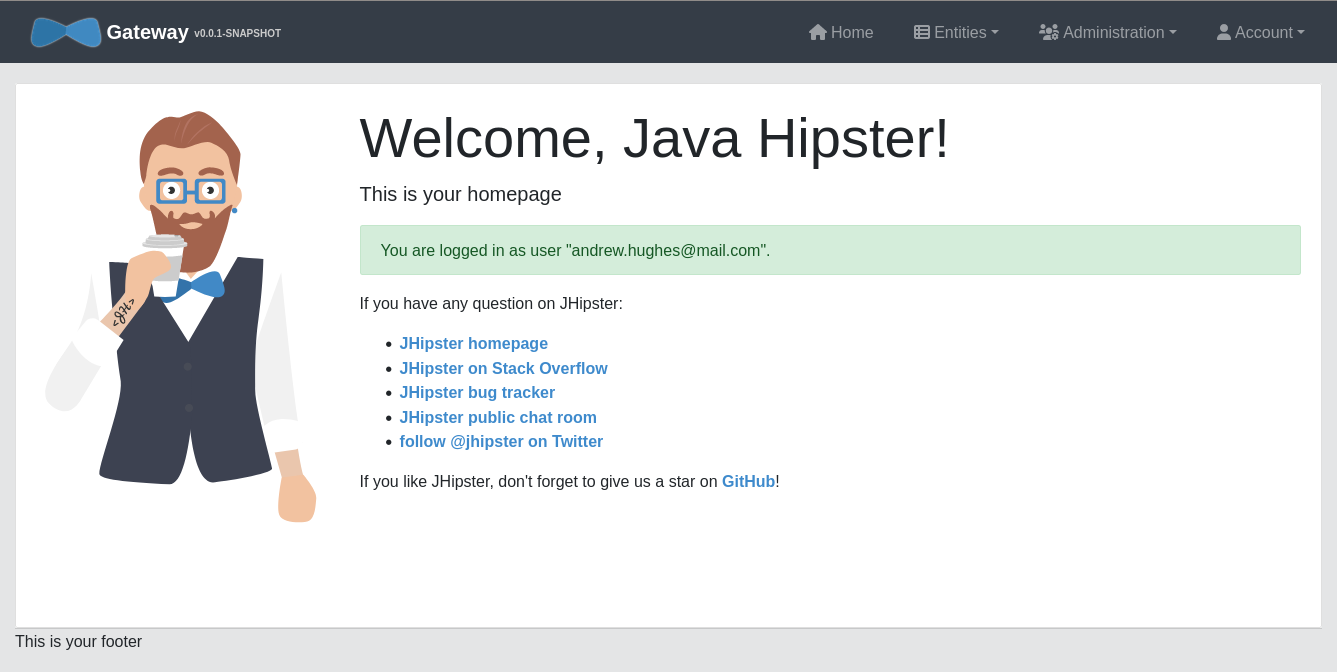 Gateway v0.0.1-SNAPSHOT
Home
Entities
Administration
Account
Welcome, Java Hipster!
This is your homepage
You are logged in as user "andrew.hughes@mail.com".
If you have any question on JHipster:
JHipster homepage
JHipster on Stack Overflow
JHipster bug tracker
JHipster public chat room
follow @jhipster on Twitter
If you like JHipster, don't forget to give us a star on GitHub!
<JH>
This is your footer